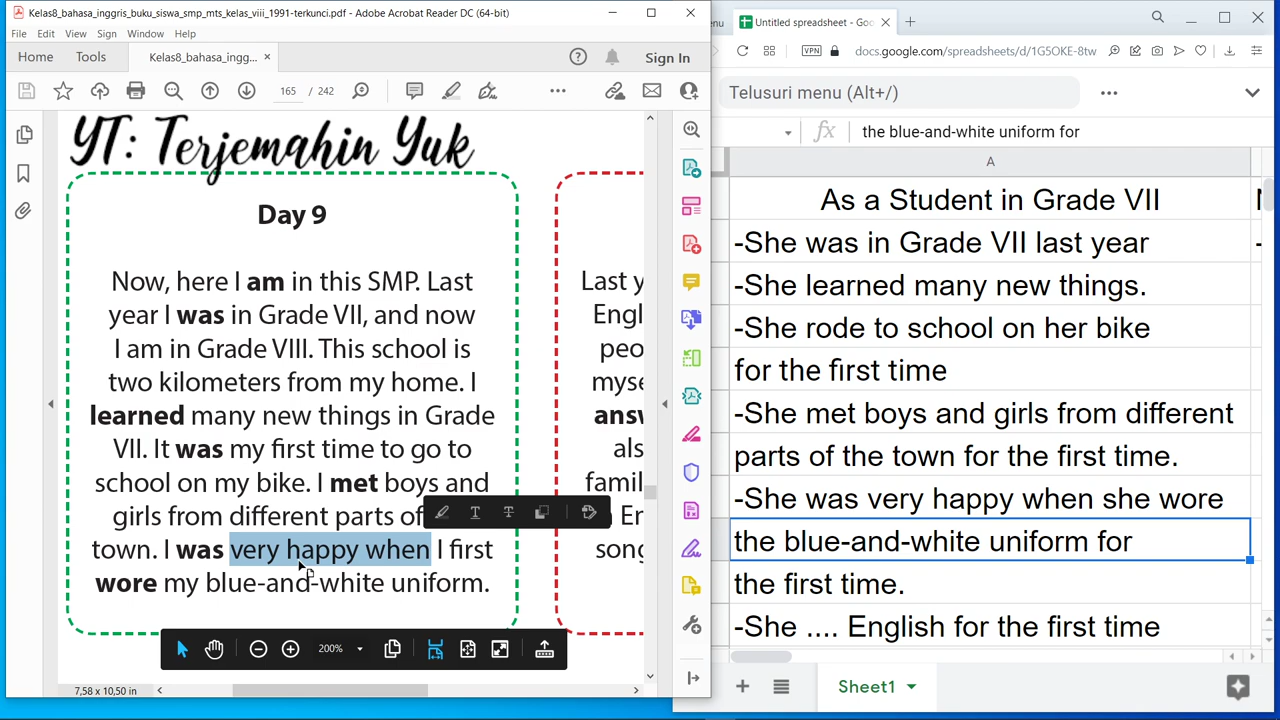 Kelas8_bahasa_inggris_buku_siswa_smp_mts_kelas_viii_1991-terkunci.pdf - Adobe Acrobat Reader DC (64-bit)
File Edit View Sign Window Help
Home Tools Kelas8_bahasa_ingg... × Sign In
165 / 242
YT: Terjemahin Yuk
Day 9
Now, here I am in this SMP. Last
year I was in Grade VII, and now
I am in Grade VIII. This school is
two kilometers from my home. I
learned many new things in Grade
VII. It was my first time to go to
school on my bike. I met boys and
girls from different parts of
town. I was very happy when I first
wore my blue-and-white uniform.
Last y
Engl
peo
myse
answ
als
famil
En
song
200%
7,58 x 10,50 in
nu Untitled spreadsheet - Goo
VPN docs.google.com/spreadsheets/d/1G5OKE-8tw
Telusuri menu (Alt+/)
fx the blue-and-white uniform for
A
As a Student in Grade VII
-She was in Grade VII last year
-She learned many new things.
-She rode to school on her bike
for the first time
-She met boys and girls from different
parts of the town for the first time.
-She was very happy when she wore
the blue-and-white uniform for
the first time.
-She .... English for the first time
Sheet1